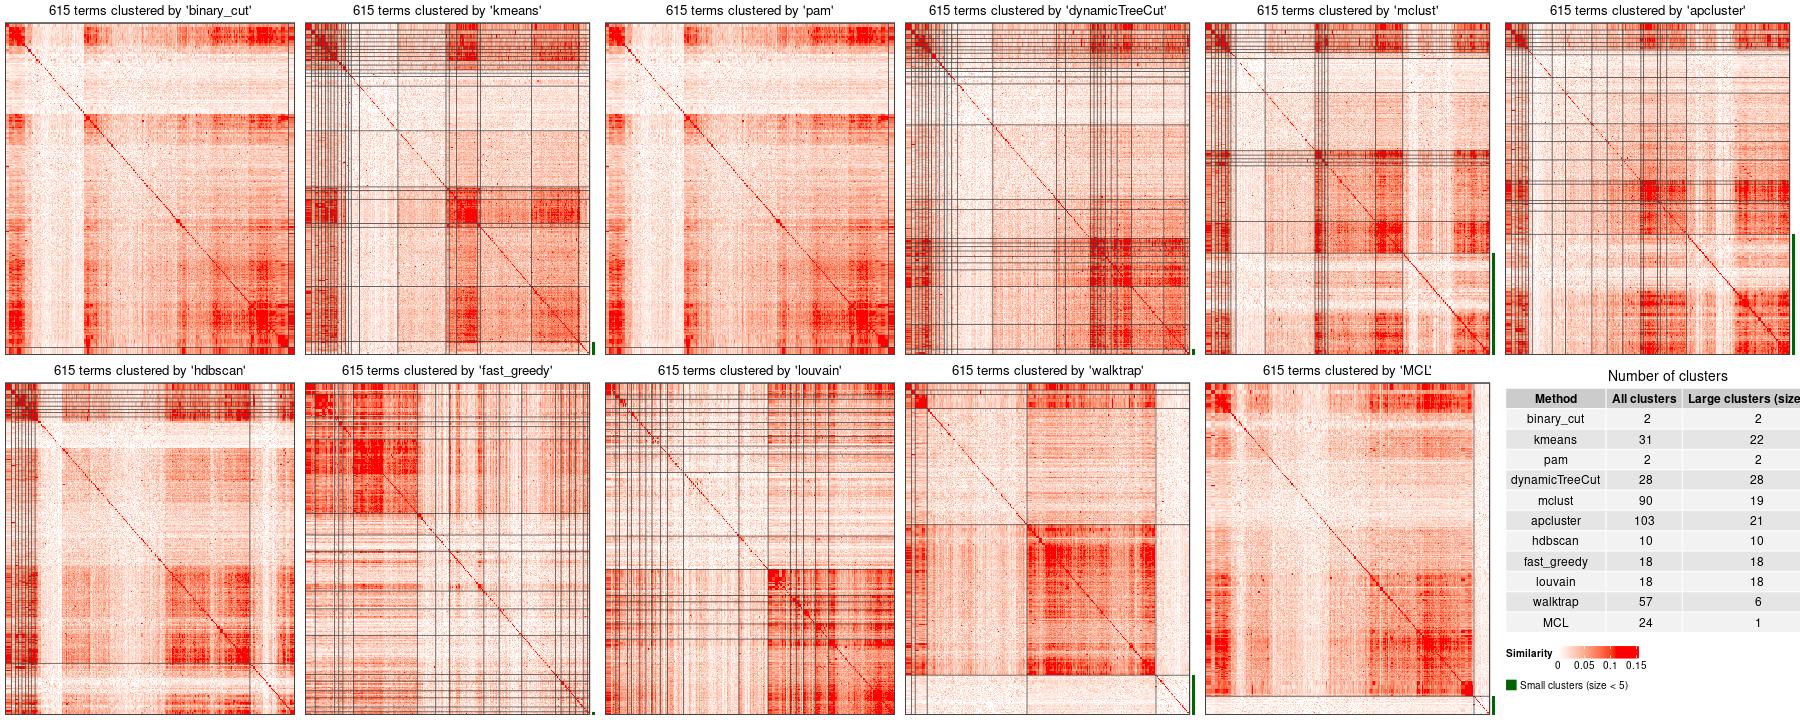 615 terms clustered by 'binary_cut'
615 terms clustered by 'kmeans'
615 terms clustered by 'pam'
615 terms clustered by 'dynamicTreeCut'
615 terms clustered by 'mclust'
615 terms clustered by 'apcluster'
615 terms clustered by 'hdbscan'
615 terms clustered by 'fast_greedy'
615 terms clustered by 'louvain'
615 terms clustered by 'walktrap'
615 terms clustered by 'MCL'
Number of clusters
Method All clusters Large clusters (size
binary_cut 2 2
kmeans 31 22
pam 2 2
dynamicTreeCut 28 28
mclust 90 19
apcluster 103 21
hdbscan 10 10
fast_greedy 18 18
louvain 18 18
walktrap 57 6
MCL 24 1
Similarity
0 0.05 0.1 0.15
Small clusters (size < 5)